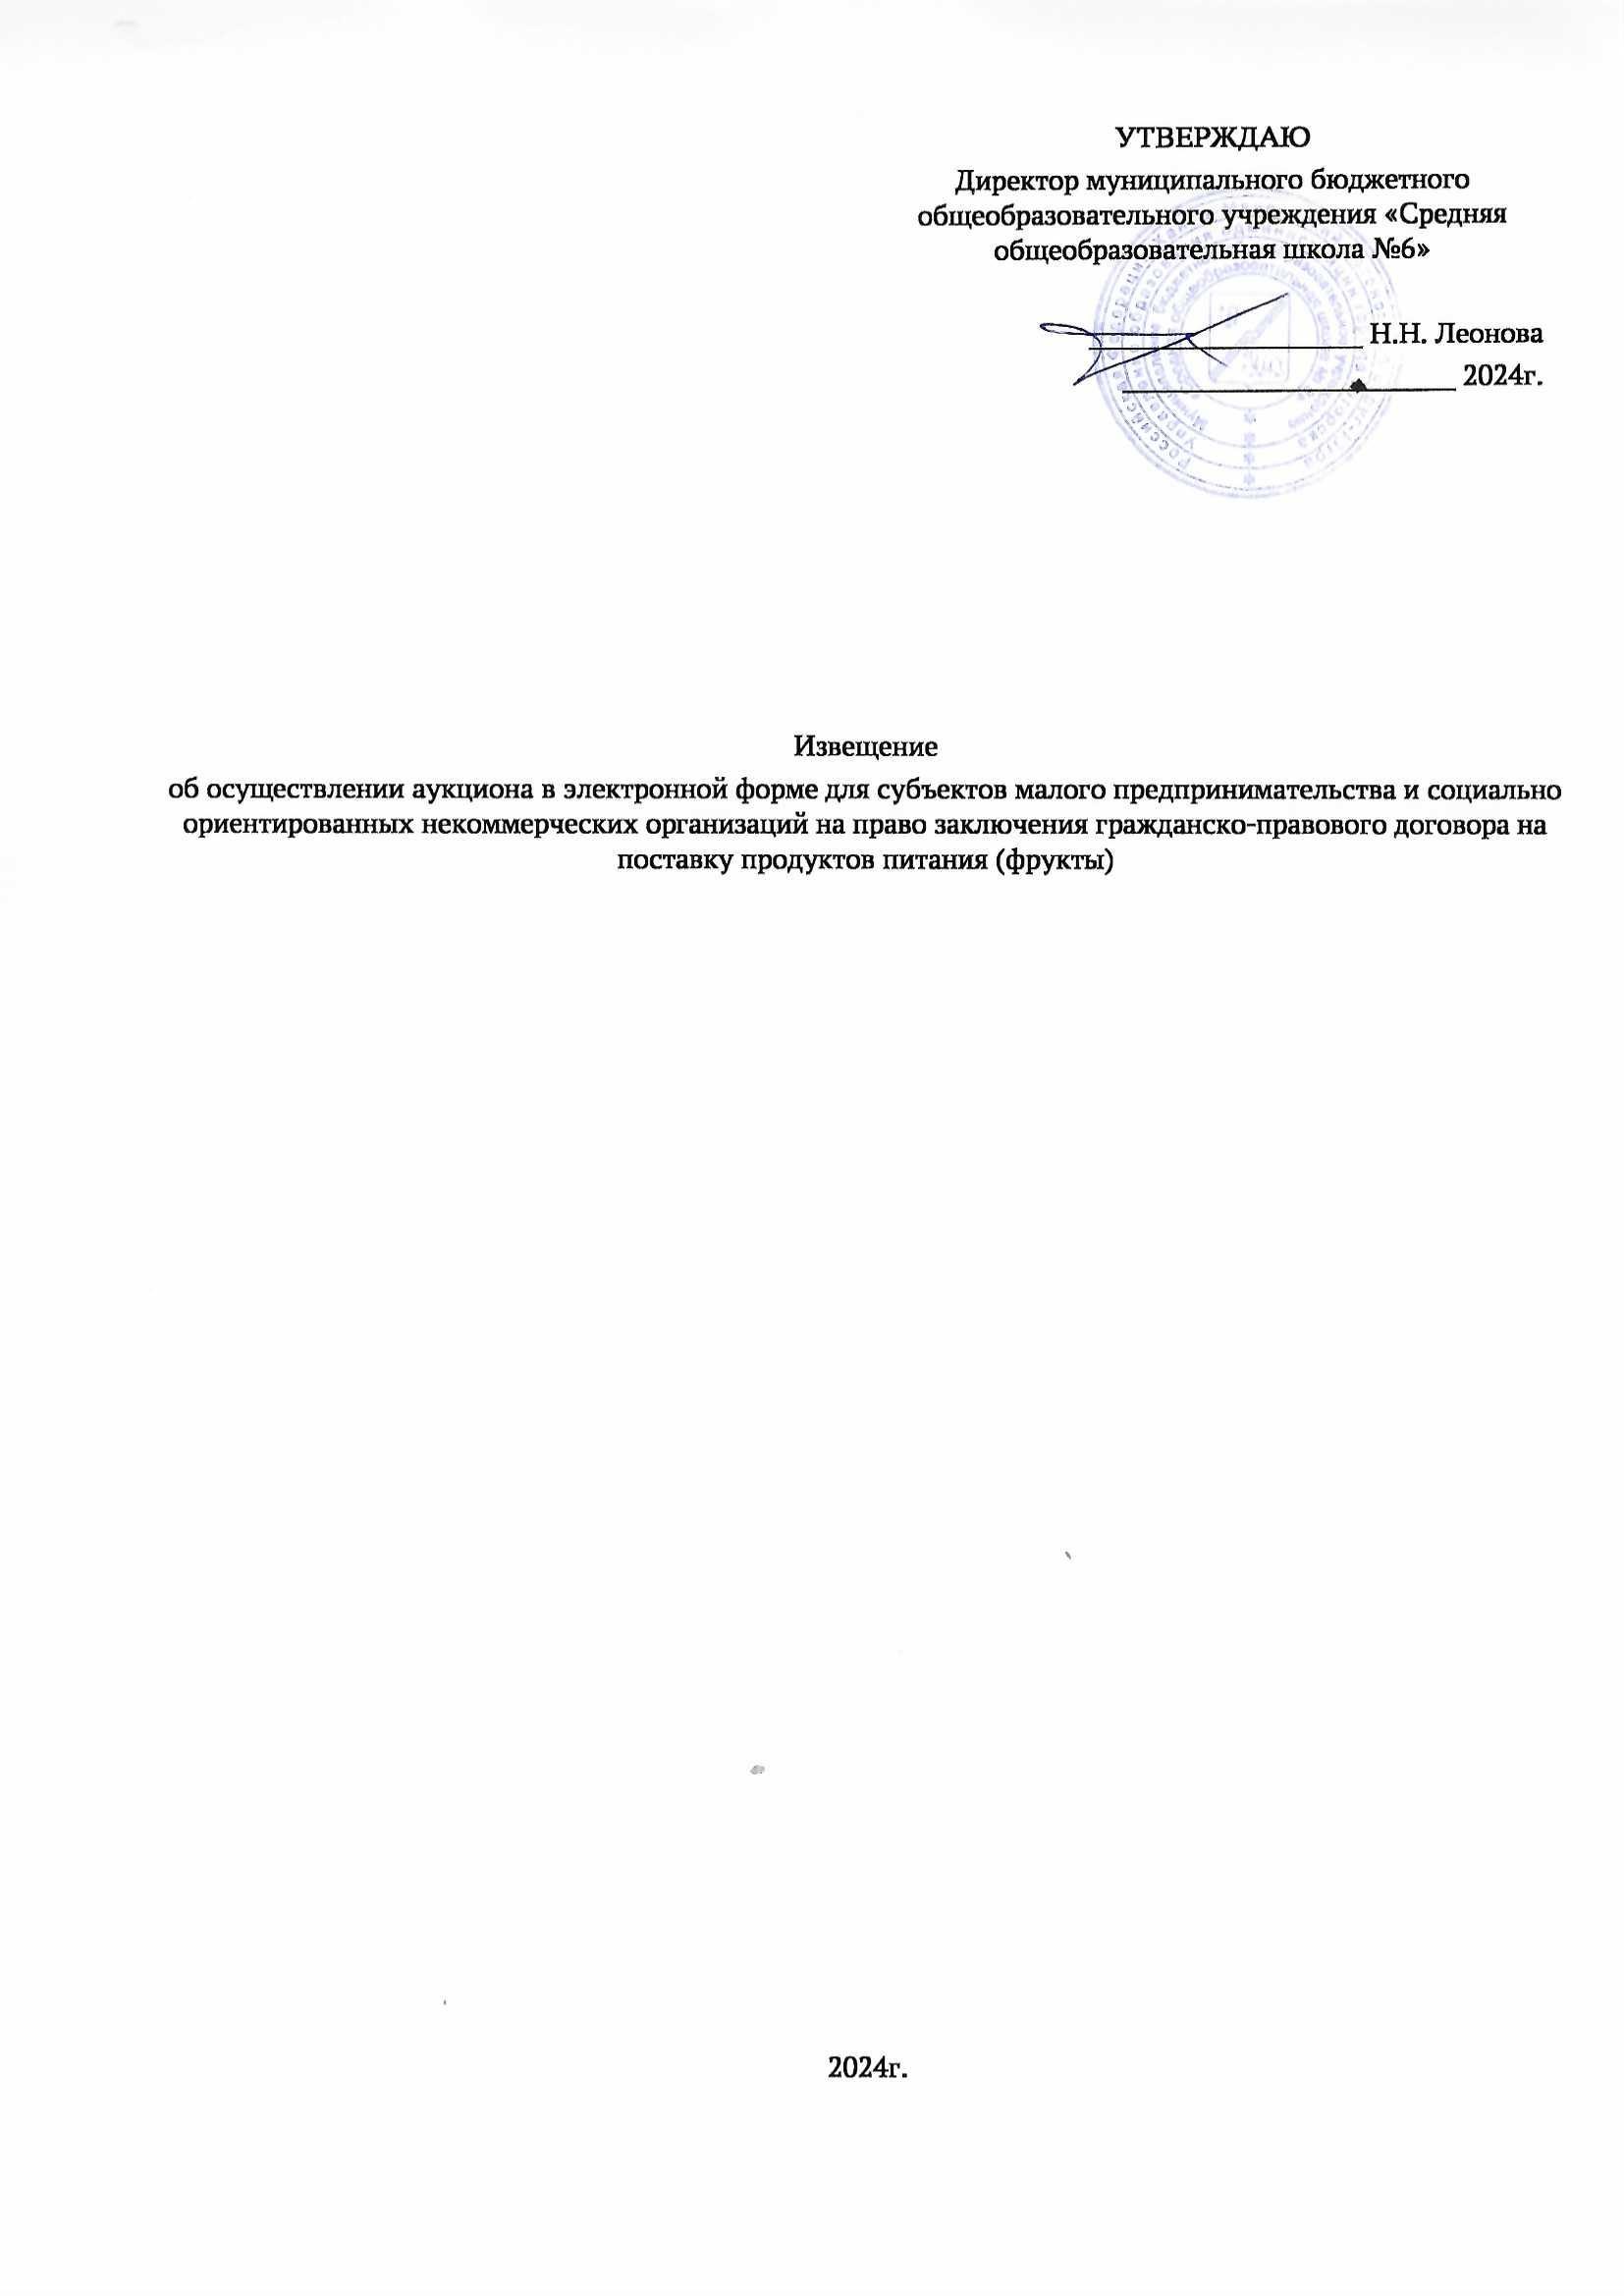 УТВЕРЖДАЮ
Директор муниципального бюджетного
общеобразовательного учреждения «Средняя
общеобразовательная школа №6»
Н.Н. Леонова
2024г.
Извещение
об осуществлении аукциона в электронной форме для субъектов малого предпринимательства и социально
ориентированных некоммерческих организаций на право заключения гражданско-правового договора на
поставку продуктов питания (фрукты)
2024г.